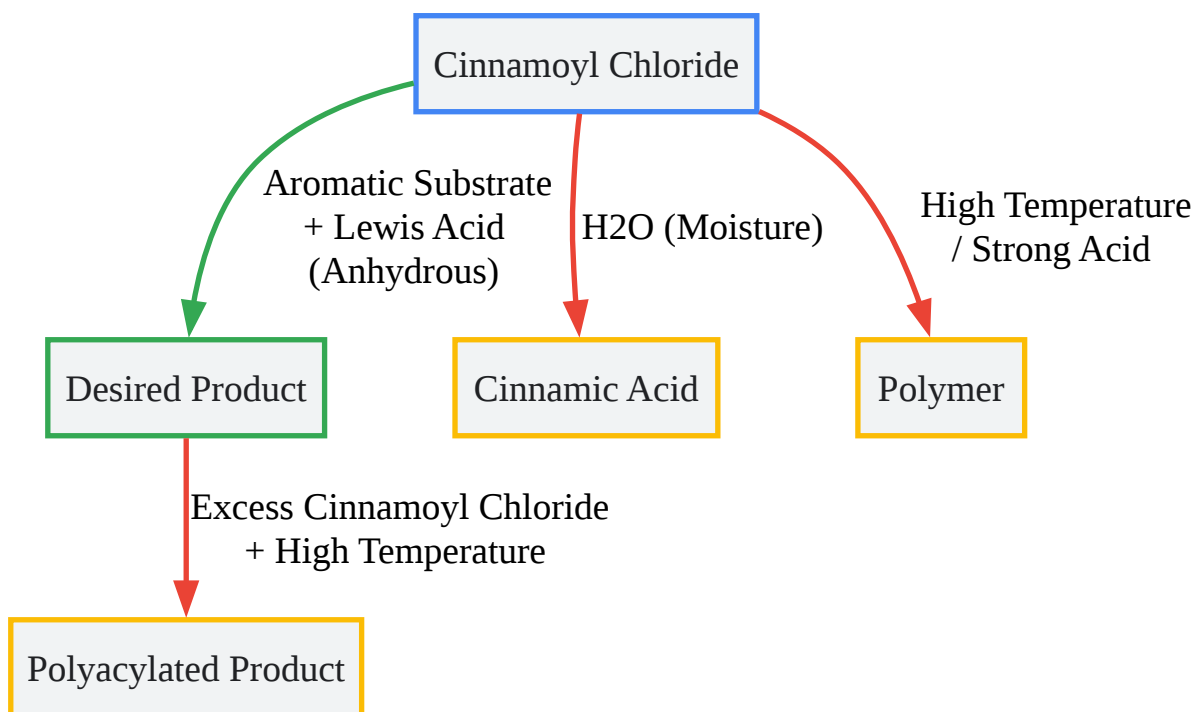 Cinnamoyl Chloride
Aromatic Substrate
+ Lewis Acid
(Anhydrous)
H2O (Moisture)
High Temperature
/ Strong Acid
Desired Product
Cinnamic Acid
Polymer
Excess Cinnamoyl Chloride
+ High Temperature
Polyacylated Product